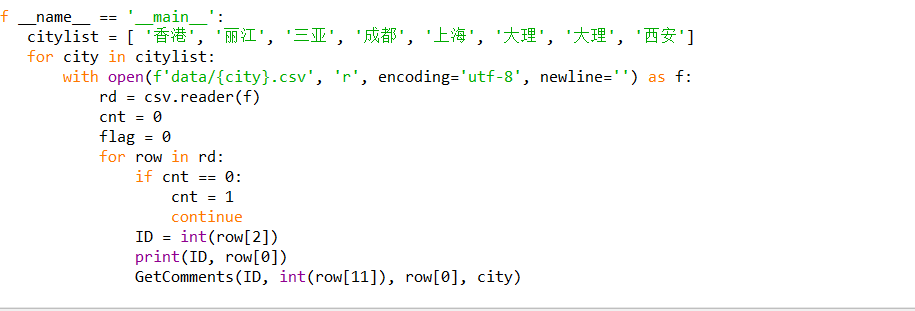 f __name__ == '__main__':
    citylist = [ '香港', '丽江', '三亚', '成都', '上海', '大理', '大理', '西安']
    for city in citylist:
        with open(f'data/{city}.csv', 'r', encoding='utf-8', newline='') as f:
            rd = csv.reader(f)
            cnt = 0
            flag = 0
            for row in rd:
                if cnt == 0:
                    cnt = 1
                    continue
                ID = int(row[2])
                print(ID, row[0])
                GetComments(ID, int(row[11]), row[0], city)